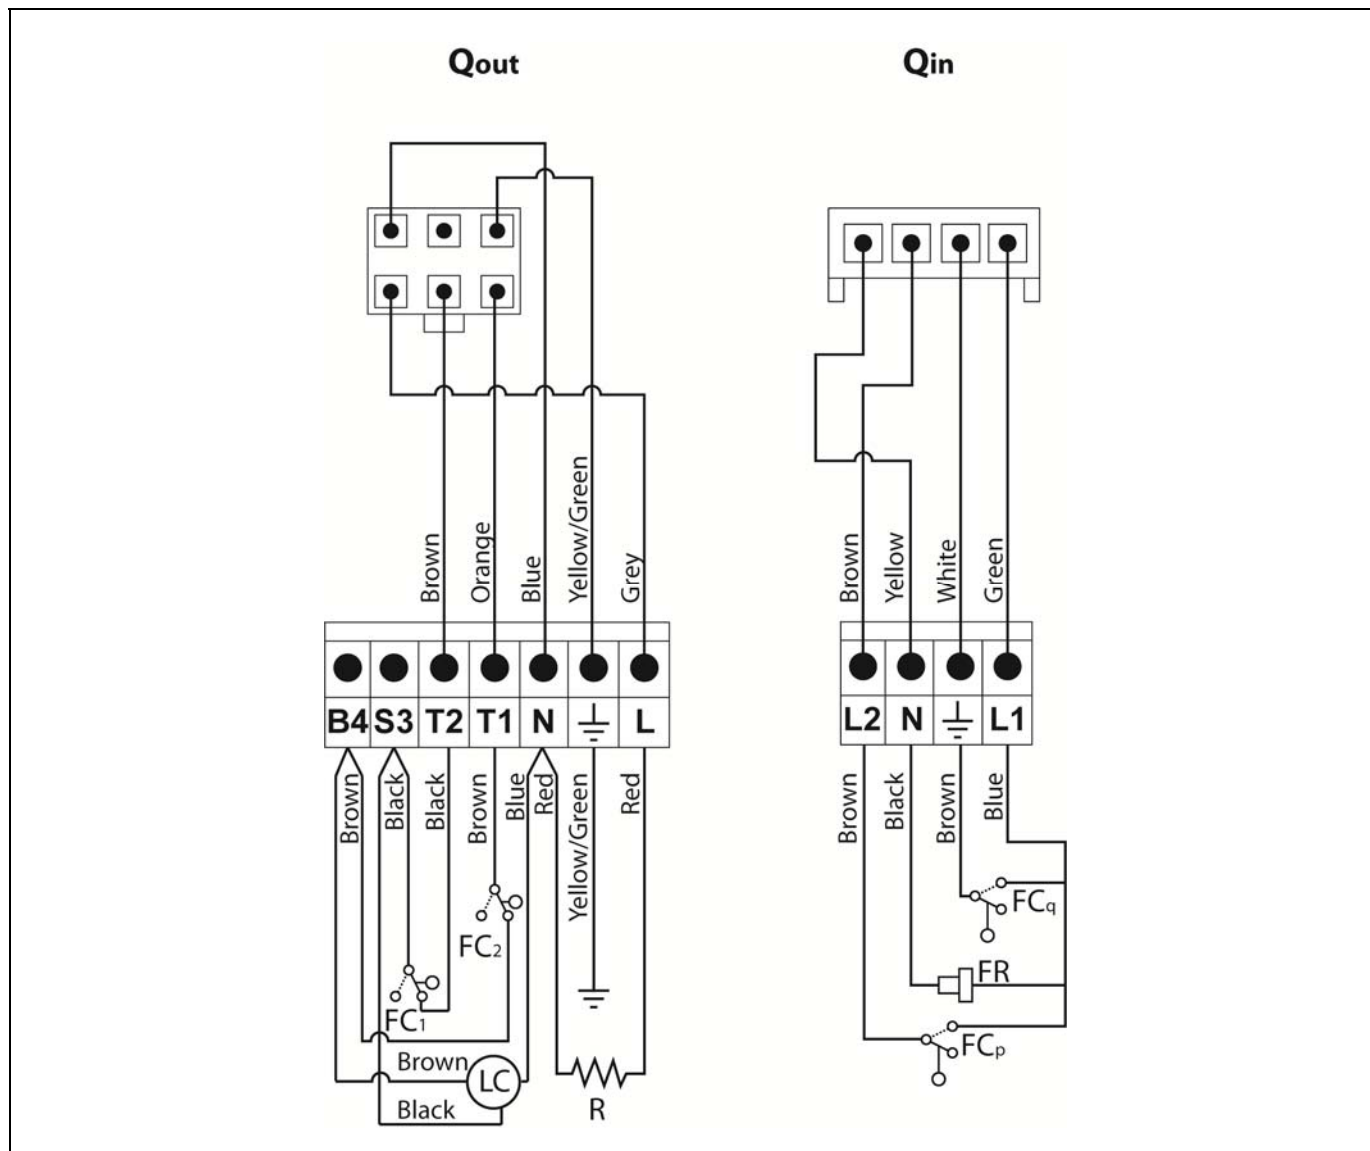 Qout
Qin
Brown
Orange
Blue
Yellow/Green
Grey
Brown
Yellow
White
Green
B4 S3 T2 T1 N L
L2 N L1
Brown
Black
Black
Brown
Blue
Red
Yellow/Green
Red
Brown
Black
Brown
Blue
FCq
FC2
FR
FC1
FCp
Brown
LC
Black
R